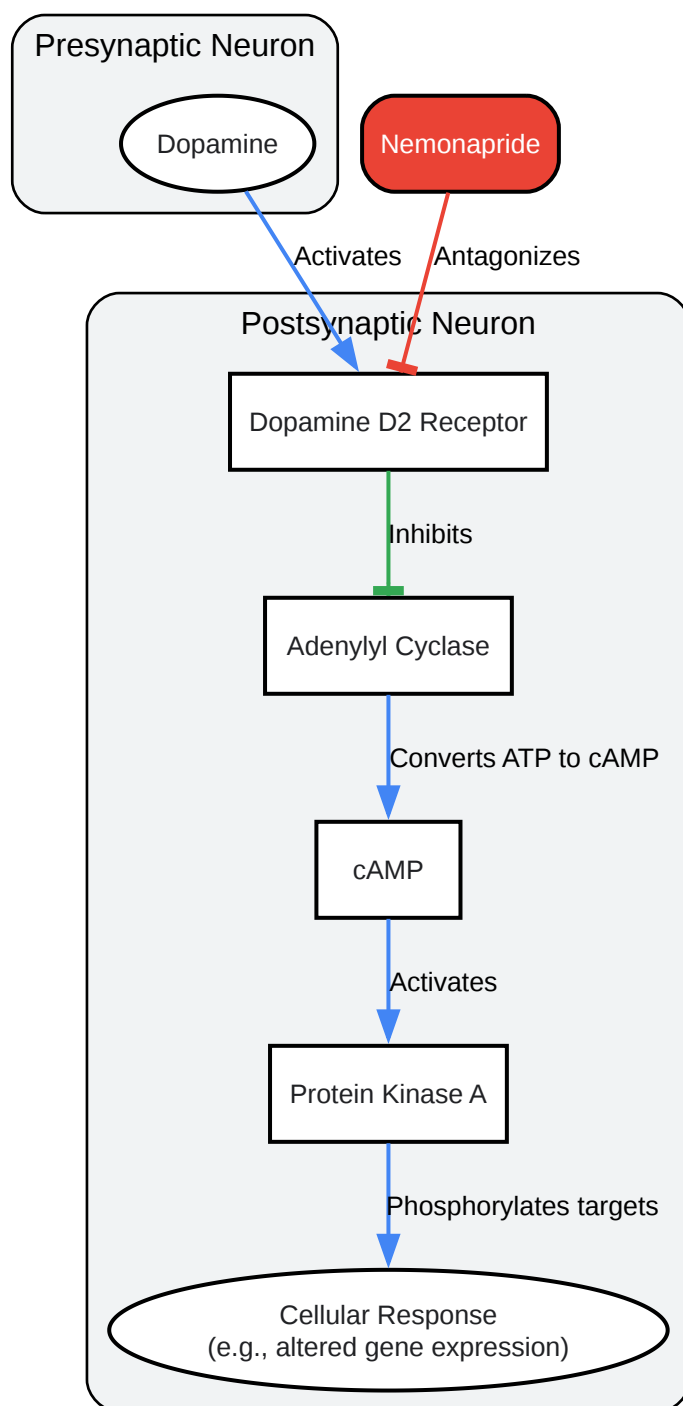 Presynaptic Neuron
Dopamine
Nemonapride
Activates
Antagonizes
Postsynaptic Neuron
Dopamine D2 Receptor
Inhibits
Adenylyl Cyclase
Converts ATP to cAMP
cAMP
Activates
Protein Kinase A
Phosphorylates targets
Cellular Response
(e.g., altered gene expression)